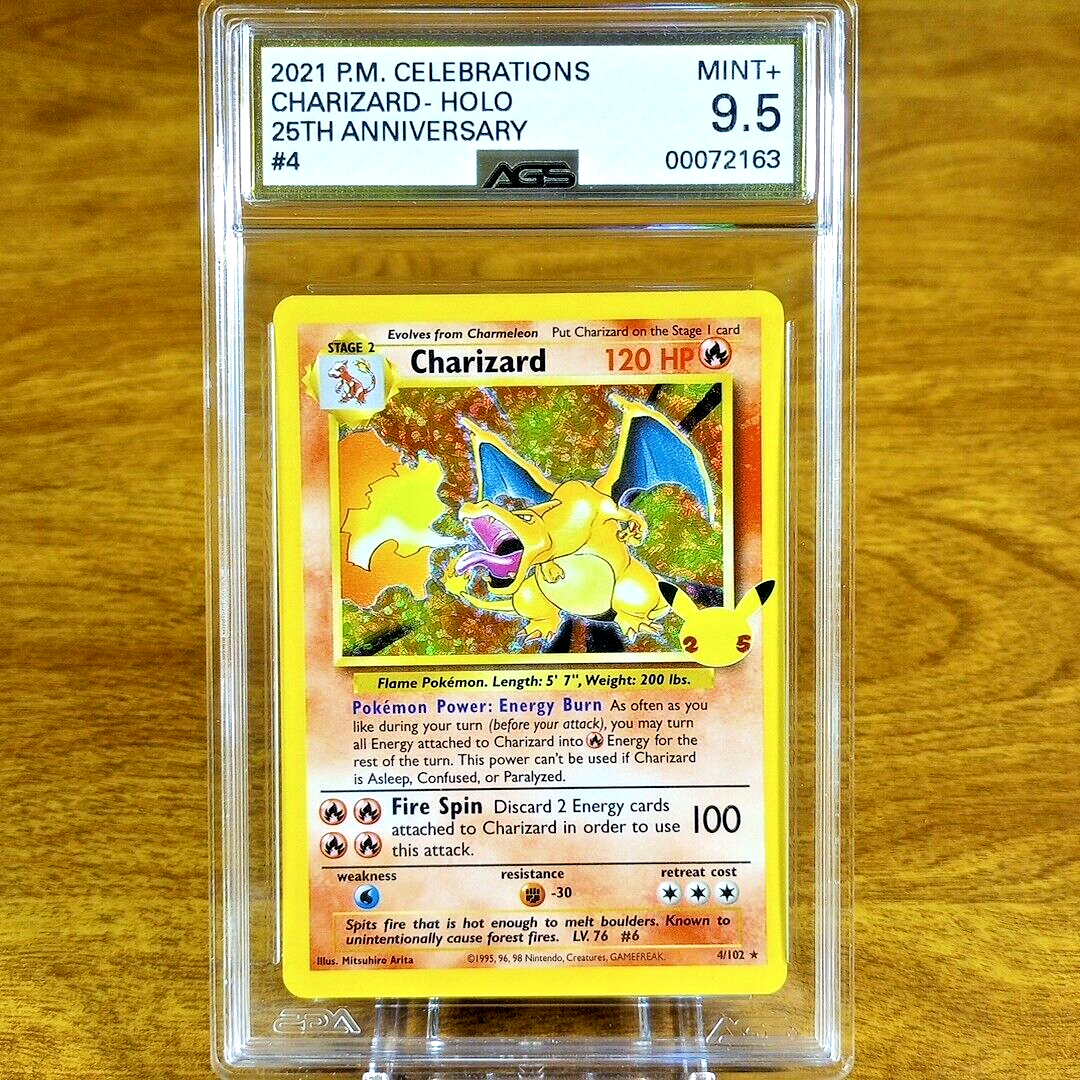 2021 P.M. CELEBRATIONS MINT+
CHARIZARD- HOLO 9.5
25TH ANNIVERSARY
#4 00072163
AGS
Evolves from Charmeleon Put Charizard on the Stage 1 card
STAGE 2
Charizard 120 HP
2 5
Flame Pokémon. Length: 5' 7", Weight: 200 lbs.
Pokémon Power: Energy Burn As often as you
like during your turn (before your attack), you may turn
all Energy attached to Charizard into Energy for the
rest of the turn. This power can't be used if Charizard
is Asleep, Confused, or Paralyzed.
Fire Spin Discard 2 Energy cards
attached to Charizard in order to use 100
this attack.
weakness resistance retreat cost
-30
Spits fire that is hot enough to melt boulders. Known to
unintentionally cause forest fires. LV. 76 #6
Illus. Mitsuhiro Arita ©1995, 96, 98 Nintendo, Creatures, GAMEFREAK. 4/102 ★
AGS